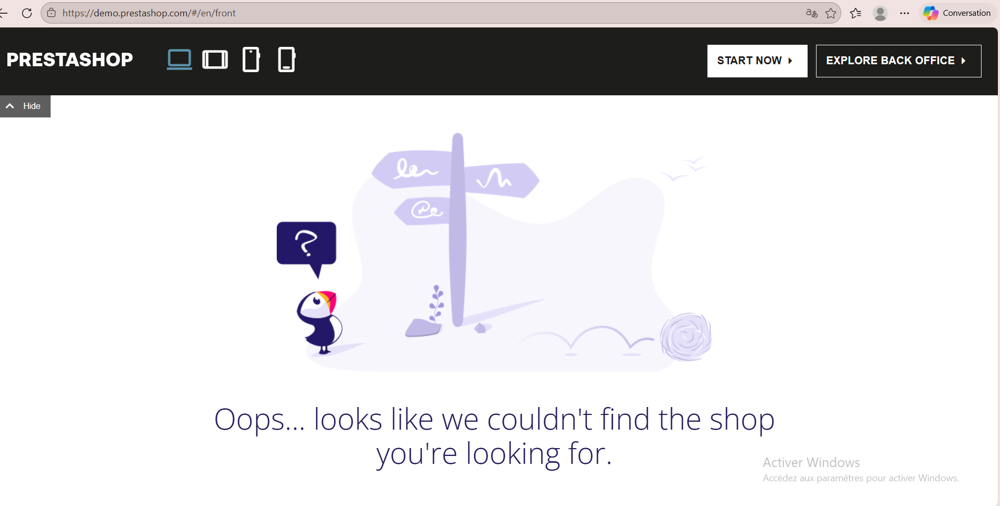 https://demo.prestashop.com/#/en/front
Conversation
PRESTASHOP
START NOW
EXPLORE BACK OFFICE
Hide
?
Oops... looks like we couldn't find the shop
you're looking for.
Activer Windows
Accédez aux paramètres pour activer Windows.